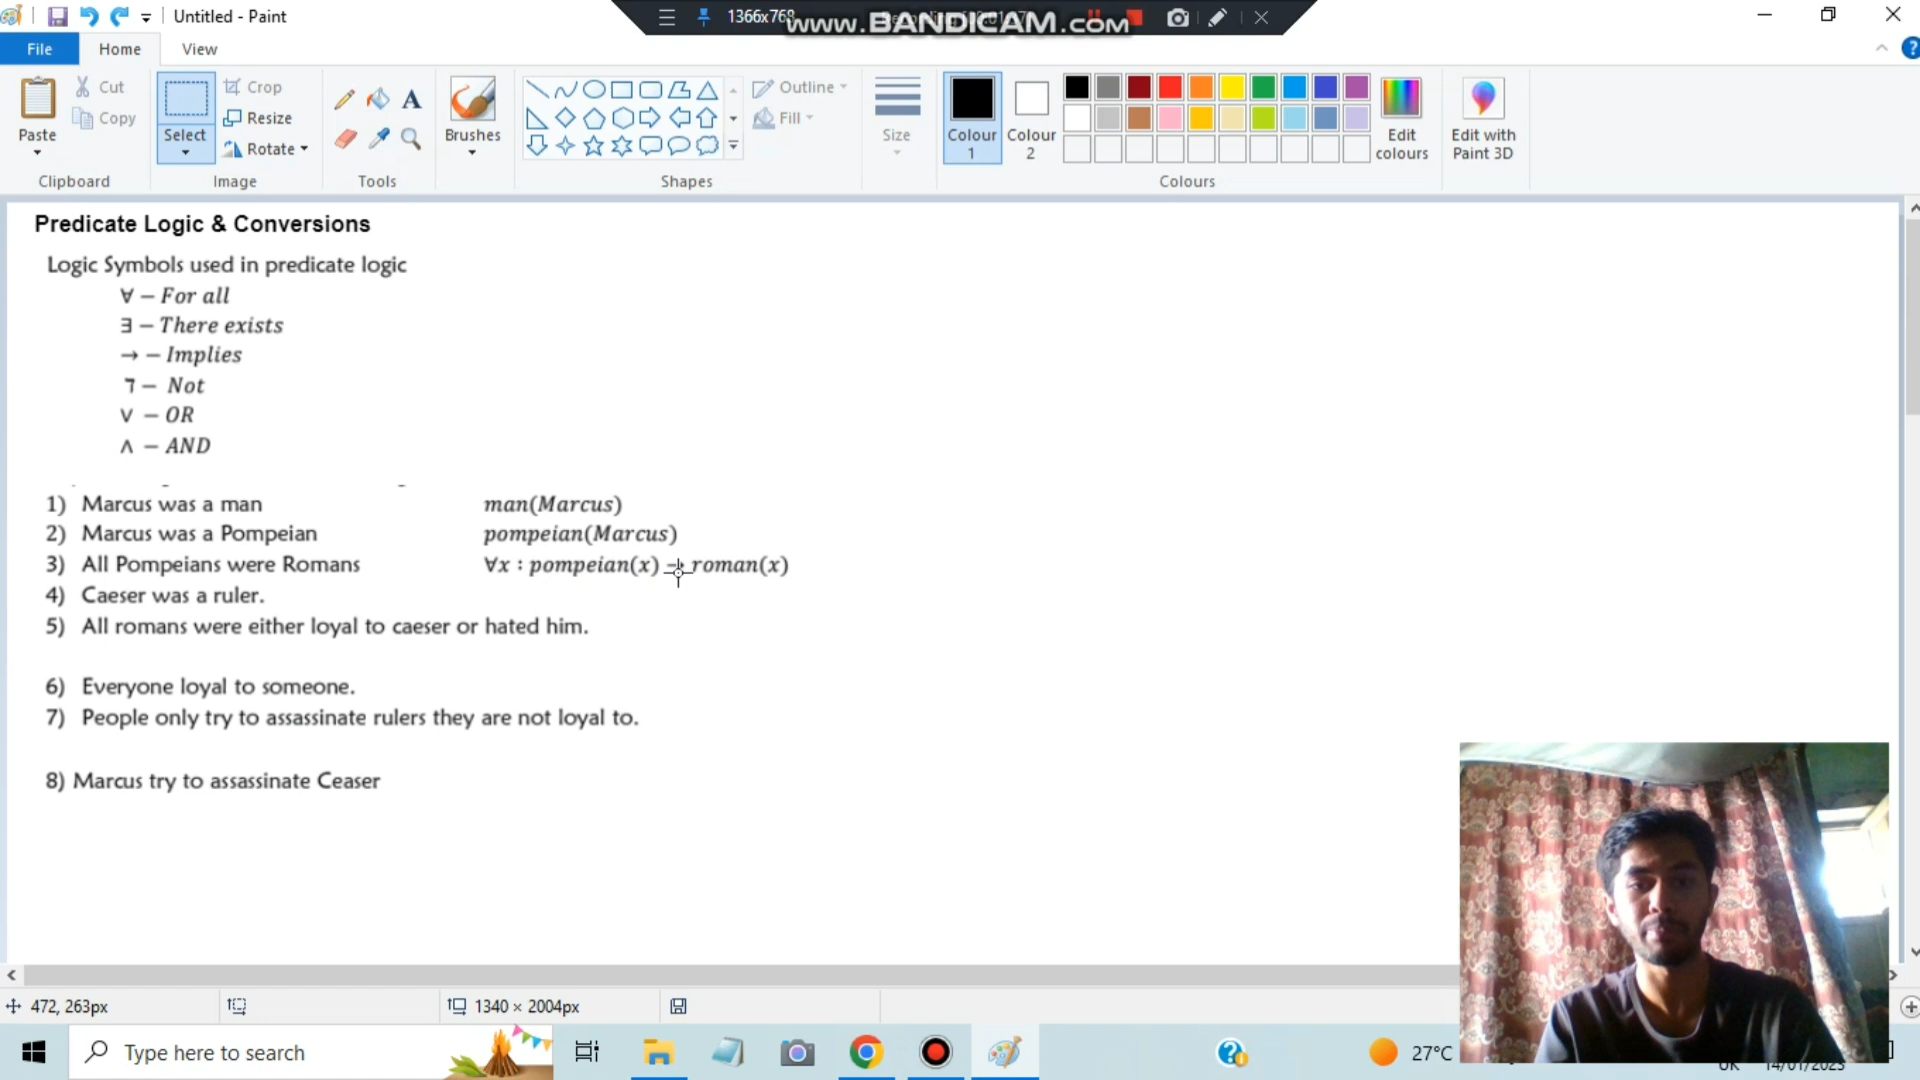 Untitled - Paint
1366x768
www.BANDICAM.com
File
Home
View
Paste
Cut
Copy
Clipboard
Select
Crop
Resize
Rotate
Image
Tools
Brushes
Shapes
Outline
Fill
Size
Colour 1
Colour 2
Edit colours
Edit with Paint 3D
Colours
Predicate Logic & Conversions
Logic Symbols used in predicate logic
∀ – For all
∃ – There exists
→ – Implies
ℸ – Not
∨ – OR
∧ – AND
1) Marcus was a man man(Marcus)
2) Marcus was a Pompeian pompeian(Marcus)
3) All Pompeians were Romans ∀x : pompeian(x) → roman(x)
4) Caeser was a ruler.
5) All romans were either loyal to caeser or hated him.
6) Everyone loyal to someone.
7) People only try to assassinate rulers they are not loyal to.
8) Marcus try to assassinate Ceaser
472, 263px
1340 × 2004px
Type here to search
27°C
UK
14/01/2023